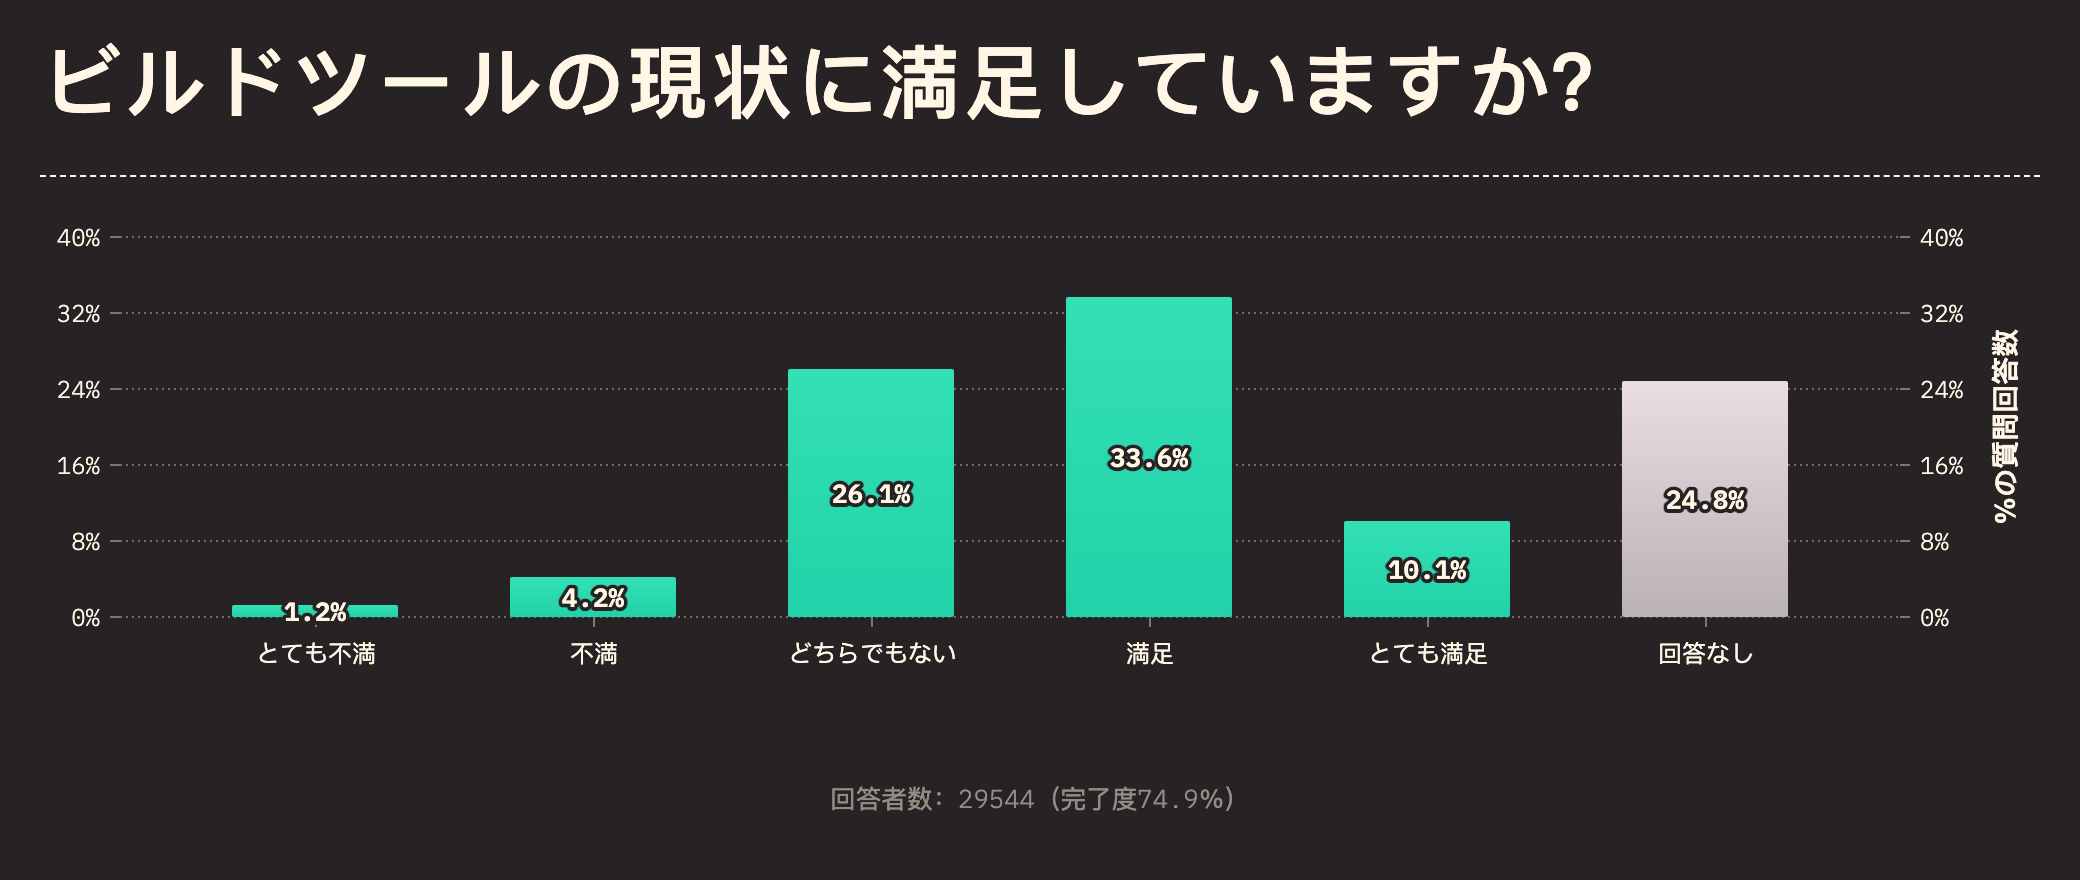 ビルドツールの現状に満足していますか?
40%
40%
32%
32%
24%
24%
16%
16%
8%
8%
0%
0%
%の質問回答数
1.2%
4.2%
26.1%
33.6%
10.1%
24.8%
とても不満
不満
どちらでもない
満足
とても満足
回答なし
回答者数: 29544 (完了度74.9%)